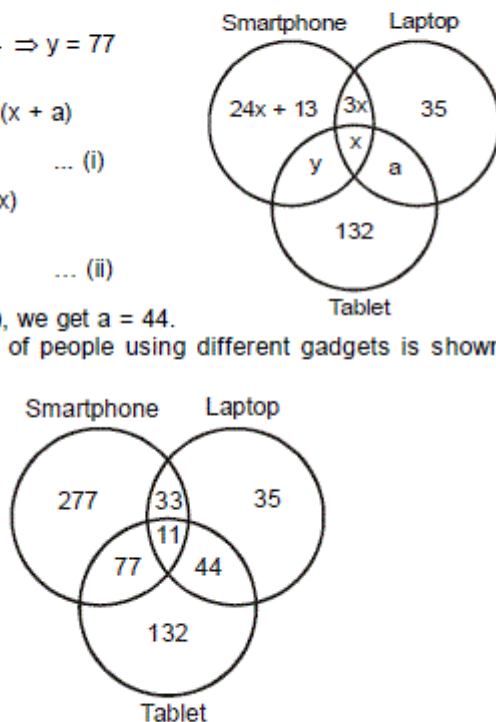 Smartphone Laptop
⇒ y = 77
24x + 13 3x 35
(x + a)
x
... (i)
y a
x)
132
... (ii)
Tablet
), we get a = 44.
of people using different gadgets is shown
Smartphone Laptop
277 33 35
11
77 44
132
Tablet